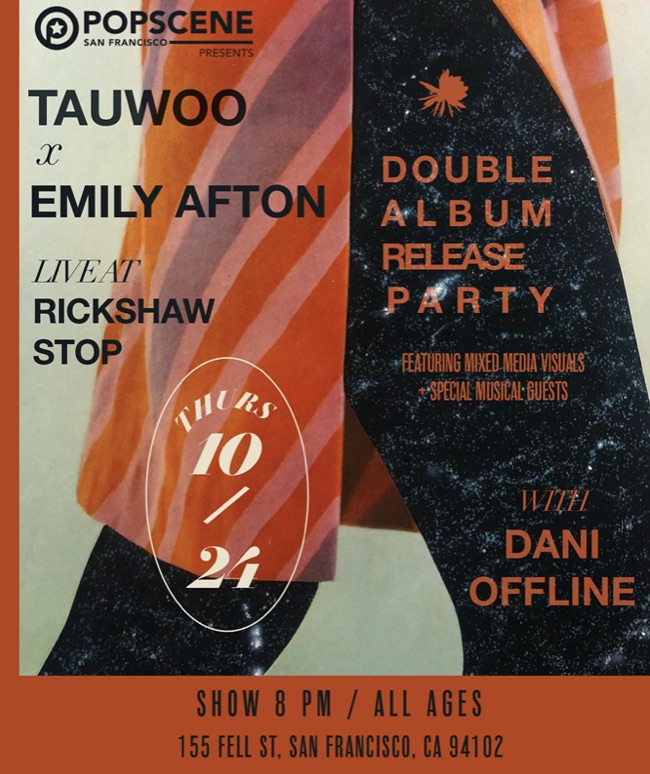 POPSCENE
SAN FRANCISCO
PRESENTS
TAUWOO
x
EMILY AFTON
LIVE AT
RICKSHAW
STOP
THURS
10
/
24
DOUBLE
ALBUM
RELEASE
PARTY
FEATURING MIXED MEDIA VISUALS
+ SPECIAL MUSICAL GUESTS
WITH
DANI
OFFLINE
SHOW 8 PM / ALL AGES
155 FELL ST, SAN FRANCISCO, CA 94102